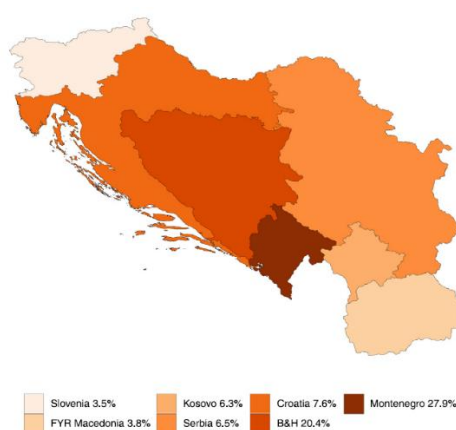 Slovenia 3.5% Kosovo 6.3% Croatia 7.6% Montenegro 27.9%
FYR Macedonia 3.8% Serbia 6.5% B&H 20.4%